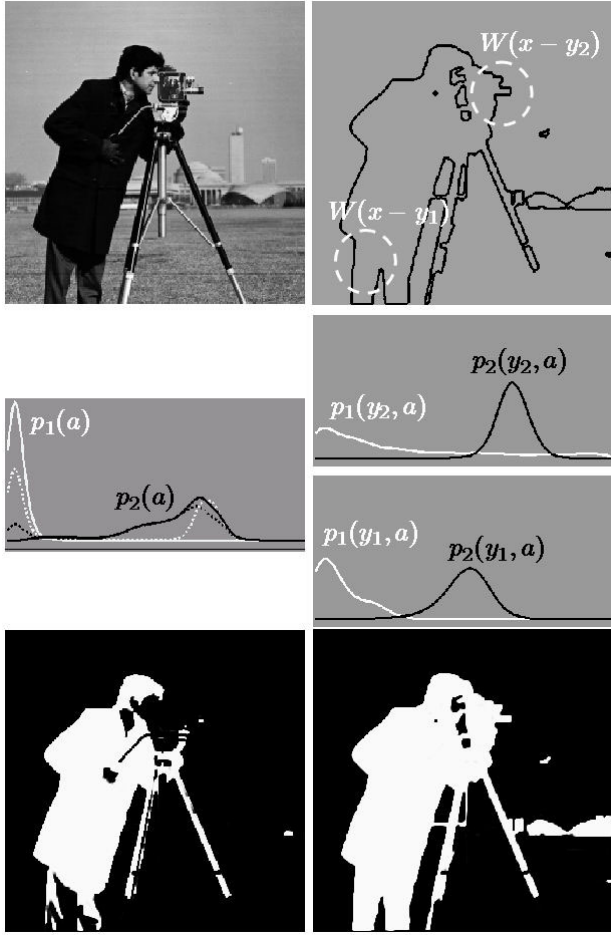 W(x − y₂)
W(x − y₁)
p₂(y₂, a)
p₁(y₂, a)
p₁(a)
p₂(a)
p₁(y₁, a)
p₂(y₁, a)